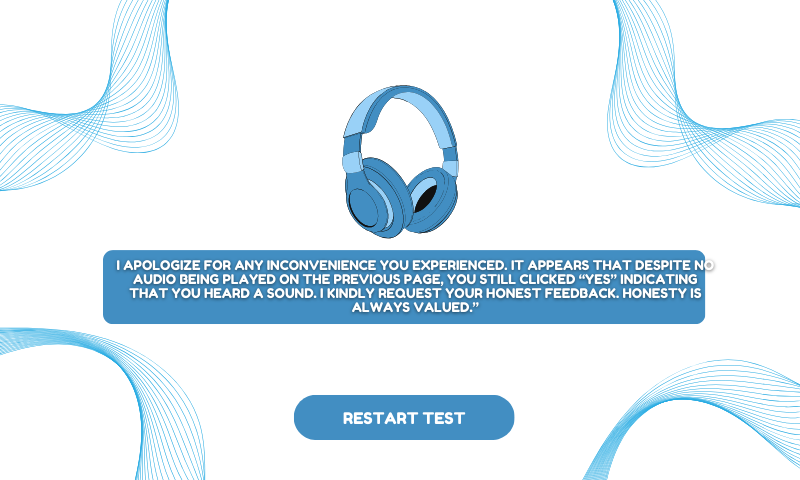 I APOLOGIZE FOR ANY INCONVENIENCE YOU EXPERIENCED. IT APPEARS THAT DESPITE NO
AUDIO BEING PLAYED ON THE PREVIOUS PAGE, YOU STILL CLICKED “YES” INDICATING
THAT YOU HEARD A SOUND. I KINDLY REQUEST YOUR HONEST FEEDBACK. HONESTY IS
ALWAYS VALUED.”
RESTART TEST